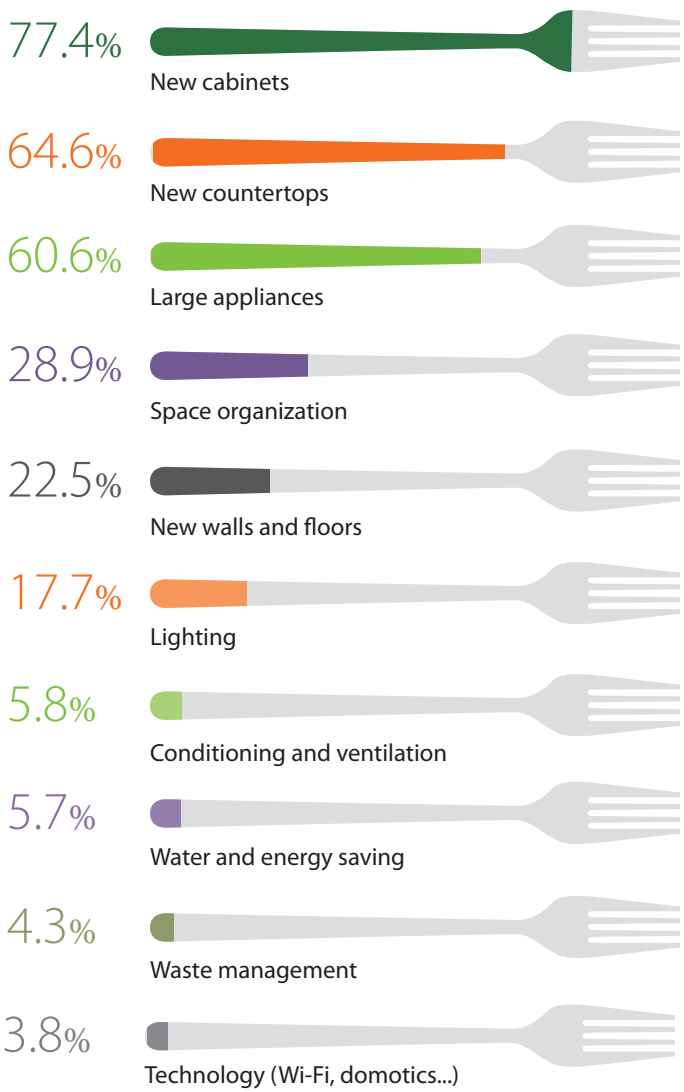 77.4%
New cabinets
64.6%
New countertops
60.6%
Large appliances
28.9%
Space organization
22.5%
New walls and floors
17.7%
Lighting
5.8%
Conditioning and ventilation
5.7%
Water and energy saving
4.3%
Waste management
3.8%
Technology (Wi-Fi, domotics...)